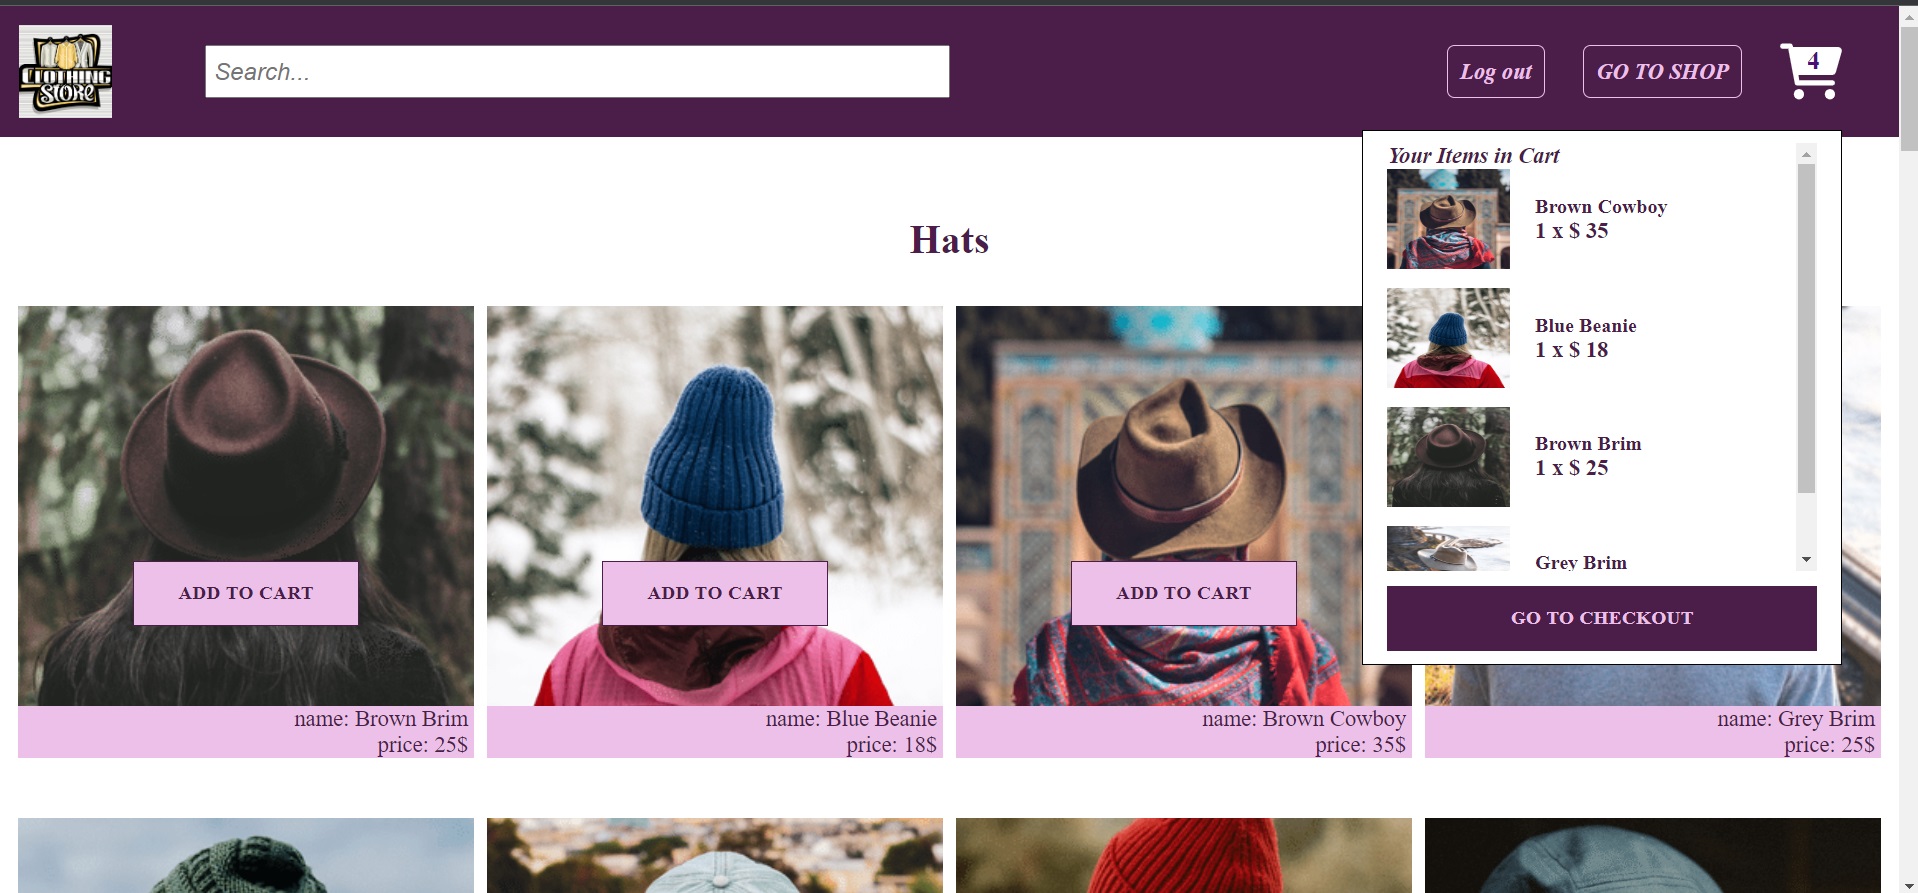 CLOTHING
STORE
Search...
Log out
GO TO SHOP
4
Your Items in Cart
Brown Cowboy
1 x $ 35
Blue Beanie
1 x $ 18
Brown Brim
1 x $ 25
Grey Brim
GO TO CHECKOUT
Hats
ADD TO CART
ADD TO CART
ADD TO CART
name: Brown Brim
price: 25$
name: Blue Beanie
price: 18$
name: Brown Cowboy
price: 35$
name: Grey Brim
price: 25$